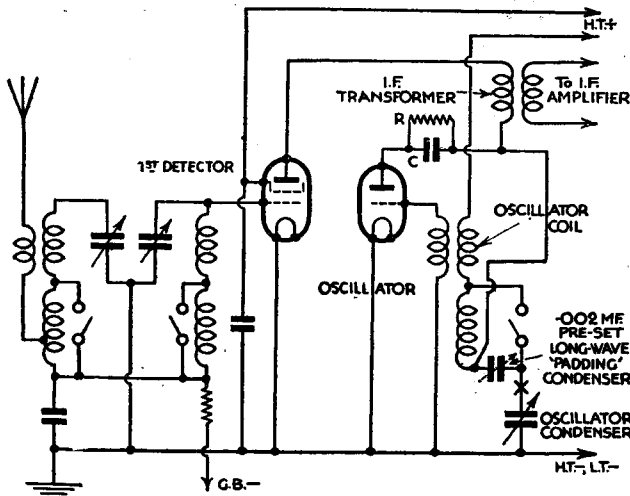 H.T.+
I.F.
TRANSFORMER
TO I.F.
AMPLIFIER
R
C
1ST DETECTOR
OSCILLATOR
COIL
OSCILLATOR
·002 MF.
PRE-SET
LONG-WAVE
'PADDING'
CONDENSER
OSCILLATOR
CONDENSER
G.B.–
H.T.–, L.T.–